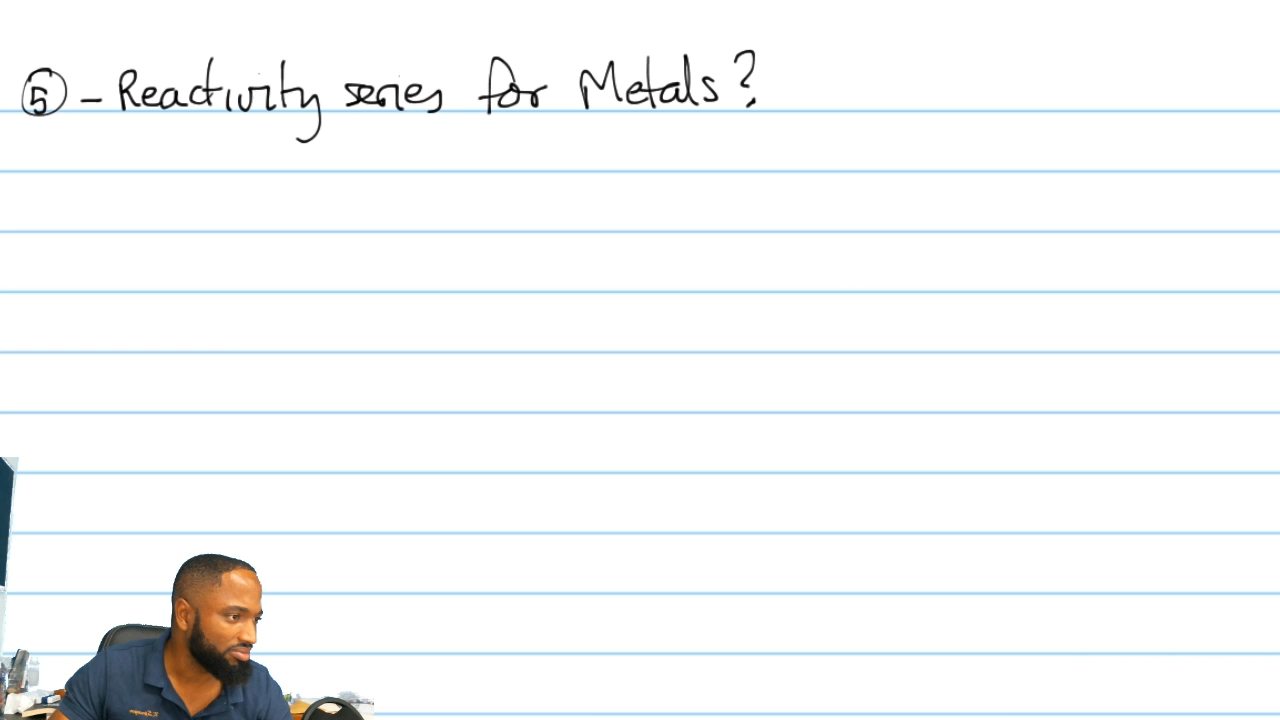 ⑤ - Reactivity series for Metals?